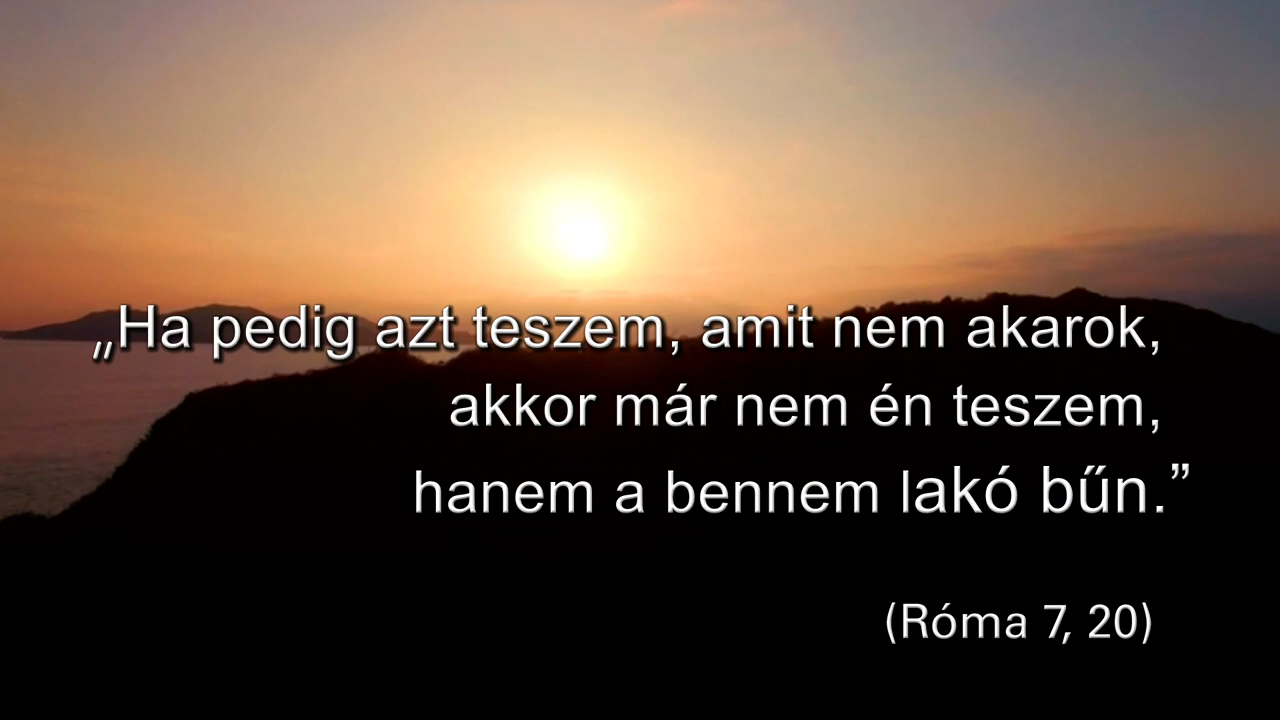 „Ha pedig azt teszem, amit nem akarok,
akkor már nem én teszem,
hanem a bennem lakó bűn.”
(Róma 7, 20)